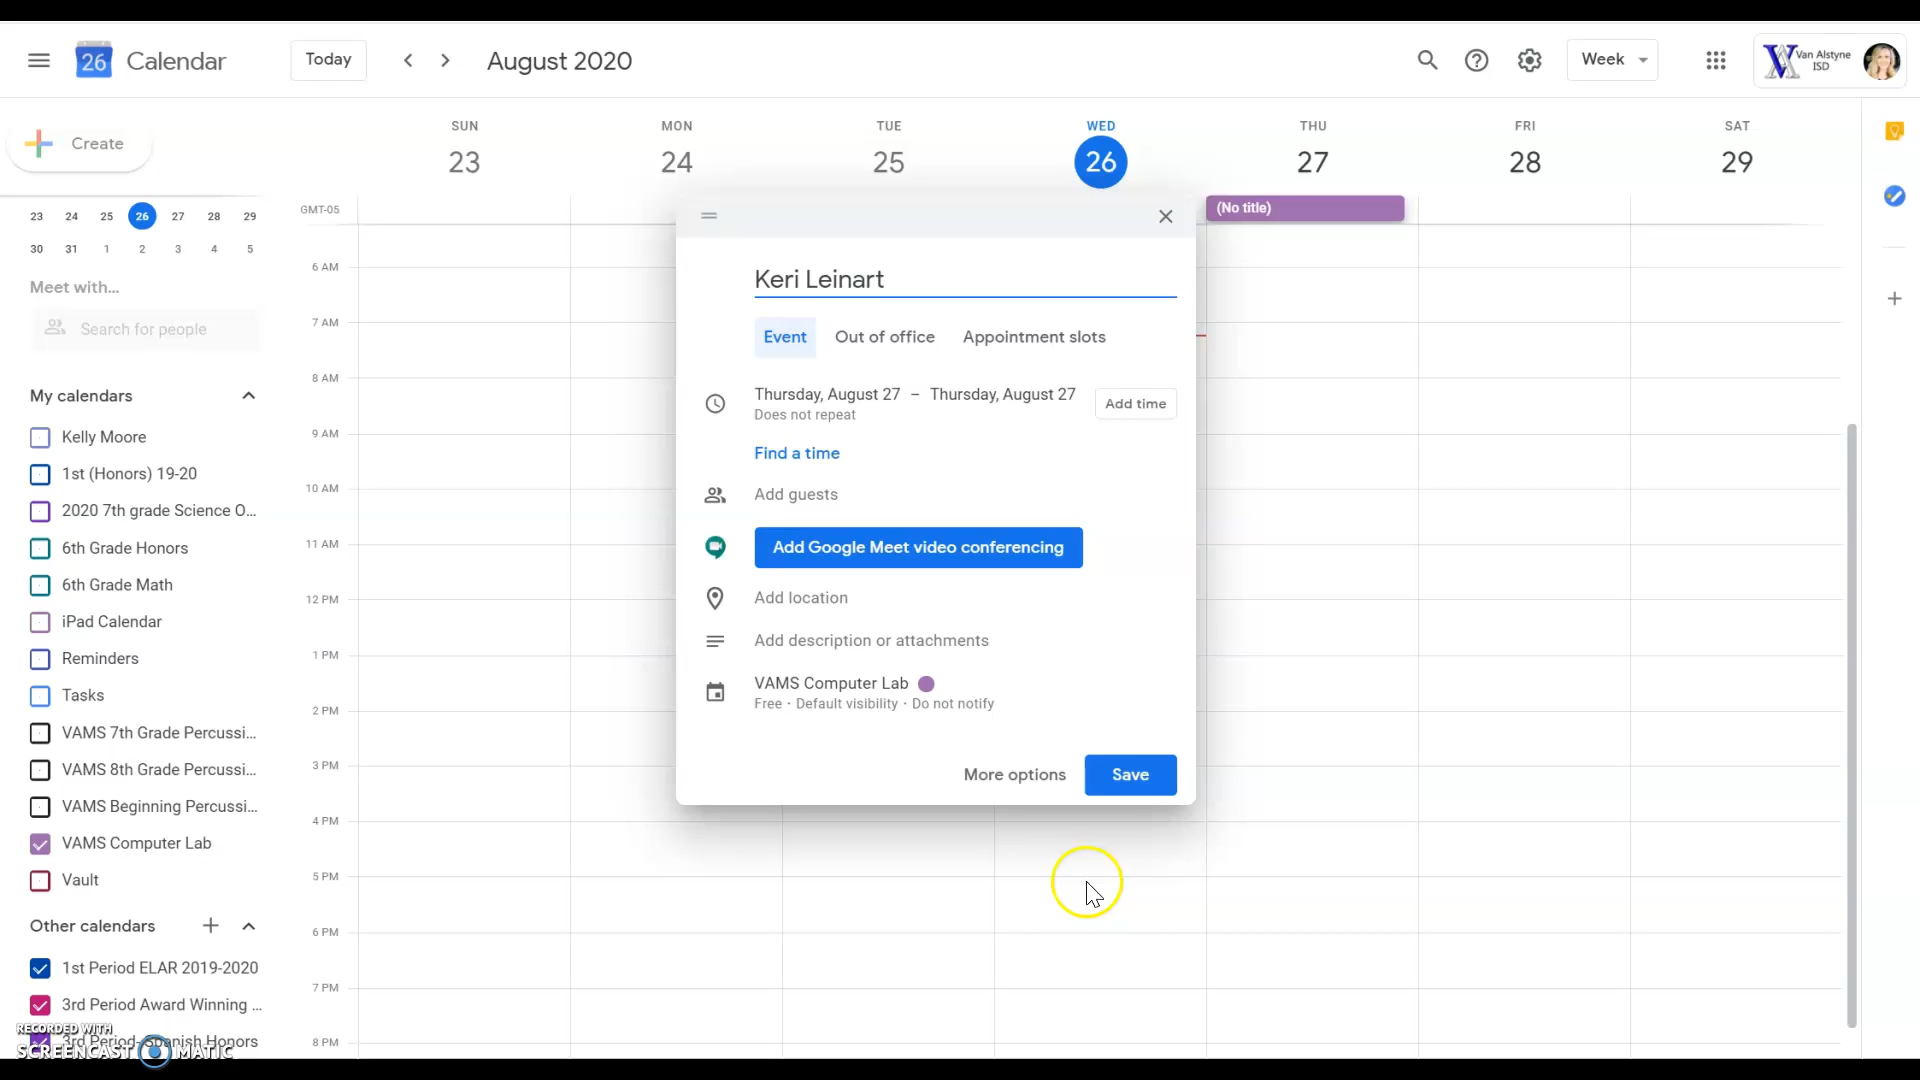 26 Calendar
Today
August 2020
Week
Van Alstyne
ISD
Create
SUN MON TUE WED THU FRI SAT
23 24 25 26 27 28 29
23 24 25 26 27 28 29
30 31 1 2 3 4 5
GMT-05
(No title)
Meet with...
Search for people
My calendars
Kelly Moore
1st (Honors) 19-20
2020 7th grade Science O...
6th Grade Honors
6th Grade Math
iPad Calendar
Reminders
Tasks
VAMS 7th Grade Percussi...
VAMS 8th Grade Percussi...
VAMS Beginning Percussi...
VAMS Computer Lab
Vault
Other calendars
1st Period ELAR 2019-2020
3rd Period Award Winning ...
3rd Period- Spanish Honors
RECORDED WITH
SCREENCAST MATIC
6 AM
7 AM
8 AM
9 AM
10 AM
11 AM
12 PM
1 PM
2 PM
3 PM
4 PM
5 PM
6 PM
7 PM
8 PM
Keri Leinart
Event Out of office Appointment slots
Thursday, August 27 – Thursday, August 27
Add time
Does not repeat
Find a time
Add guests
Add Google Meet video conferencing
Add location
Add description or attachments
VAMS Computer Lab
Free · Default visibility · Do not notify
More options Save